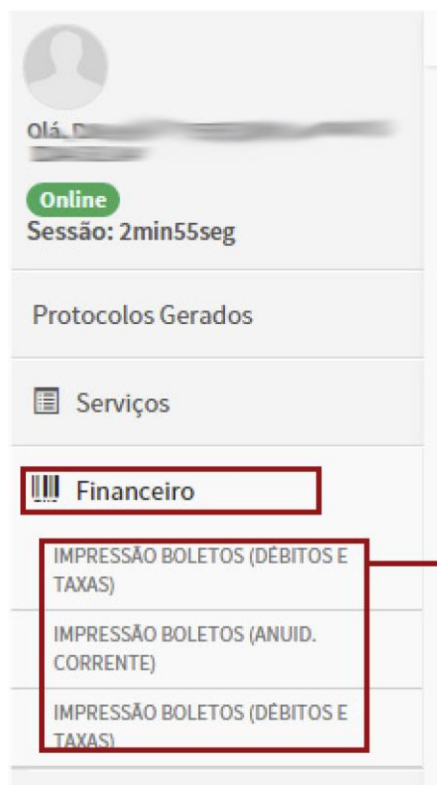 Olá,
Online
Sessão: 2min55seg
Protocolos Gerados
Serviços
Financeiro
IMPRESSÃO BOLETOS (DÉBITOS E
TAXAS)
IMPRESSÃO BOLETOS (ANUID.
CORRENTE)
IMPRESSÃO BOLETOS (DÉBITOS E
TAXAS)